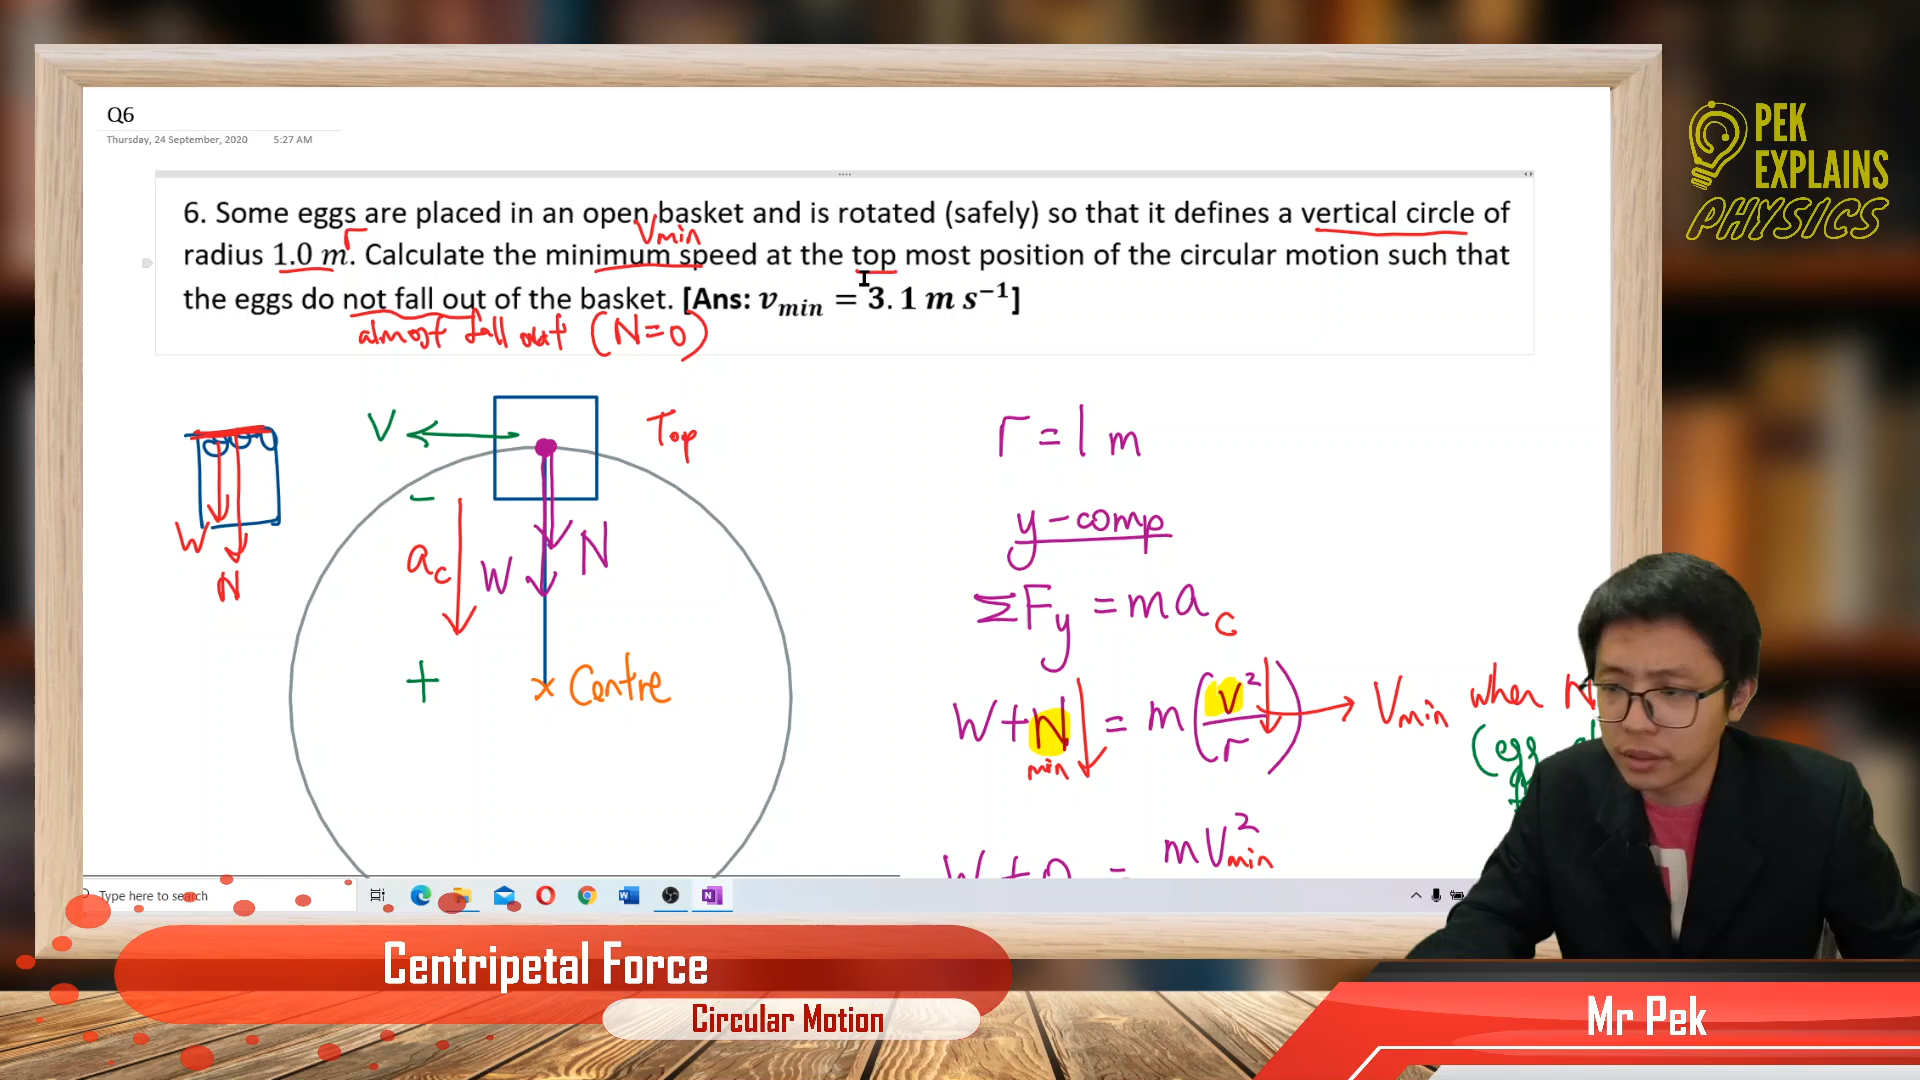 Q6
Thursday, 24 September, 2020 5:27 AM
6. Some eggs are placed in an open basket and is rotated (safely) so that it defines a vertical circle of
r Vmin
radius 1.0 m. Calculate the minimum speed at the top most position of the circular motion such that
the eggs do not fall out of the basket. [Ans: vmin = 3.1 m s⁻¹]
almost fall out (N=0)
V
Top
W
N
ac
W
N
-
+
x Centre
r = 1 m
y-comp
ΣFy = mac
W + N = m(v²/r) → Vmin when N
min
(egg
W + 0 = mV²min
Type here to search
Centripetal Force
Circular Motion
Mr Pek
PEK
EXPLAINS
PHYSICS